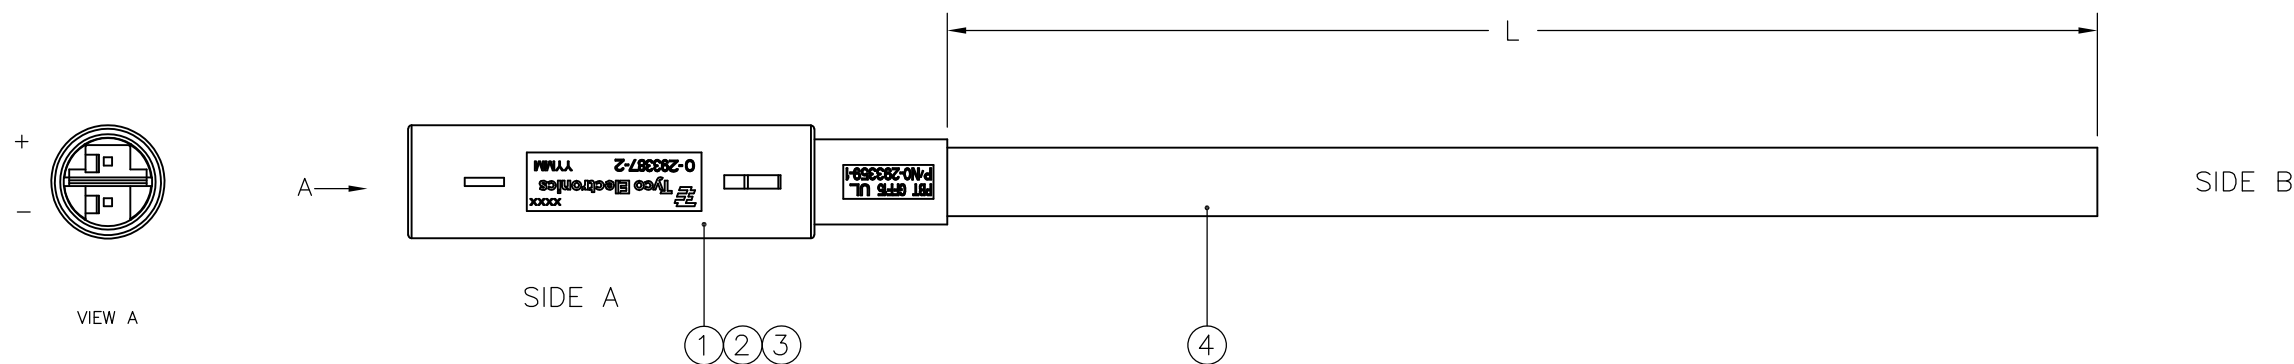 L
+
−
A
SIDE B
0-293387-2 YYMM
Tyco Electronics
XXXX
PBT GF15 UL
P/NO-293359-1
SIDE A
VIEW A
1 2 3
4